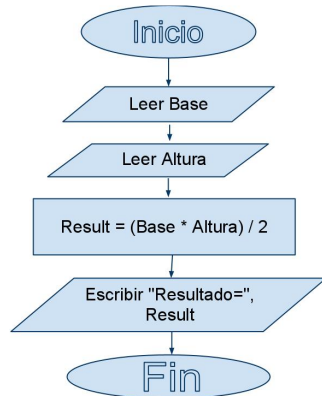 Inicio
Leer Base
Leer Altura
Result = (Base * Altura) / 2
Escribir "Resultado=",
Result
Fin